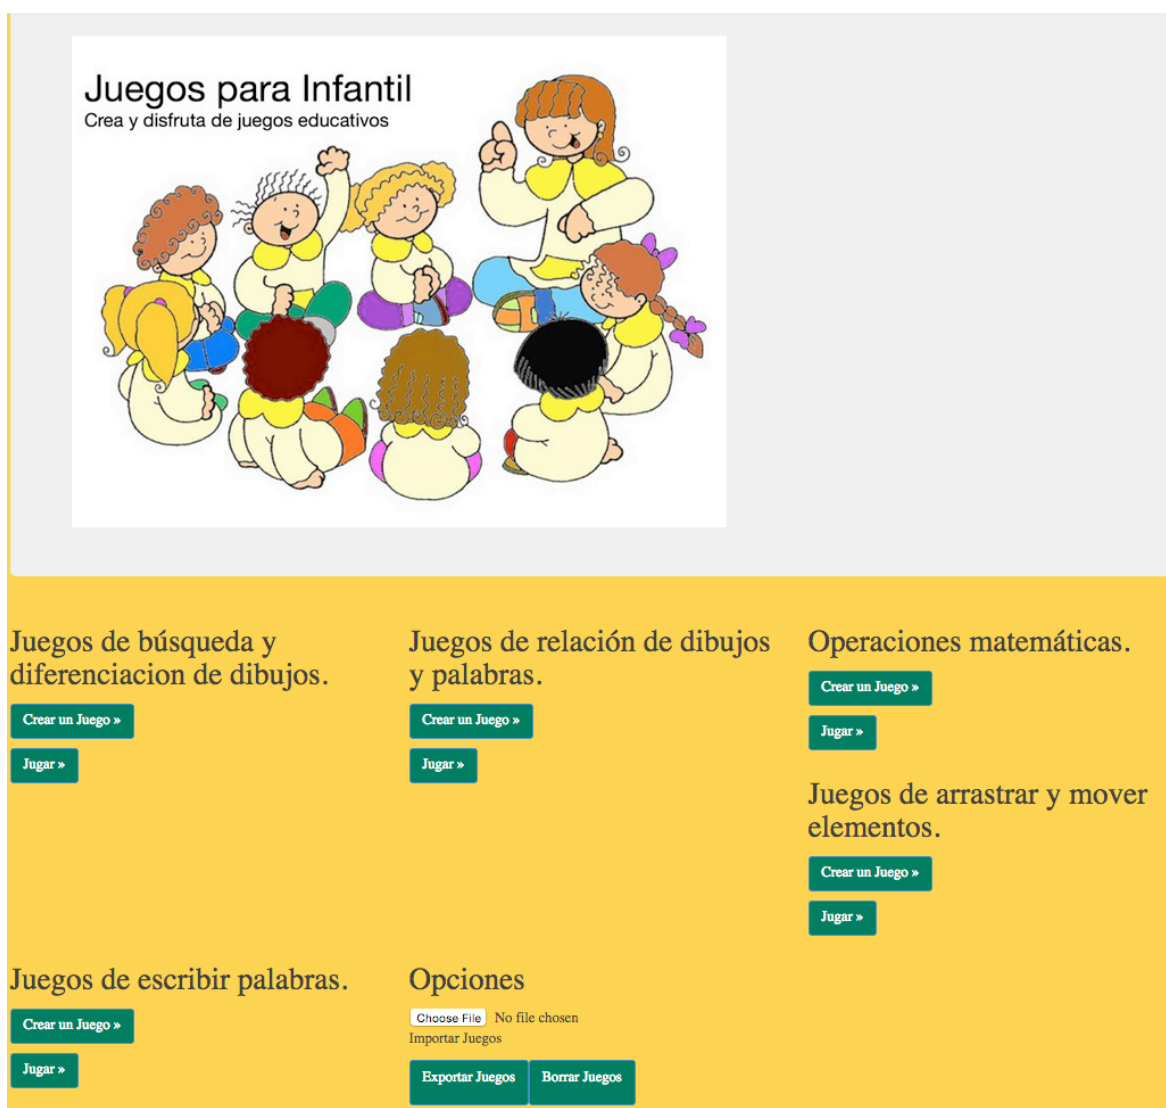 Juegos para Infantil
Crea y disfruta de juegos educativos
Juegos de búsqueda y
diferenciacion de dibujos.
Crear un Juego »
Jugar »
Juegos de relación de dibujos
y palabras.
Crear un Juego »
Jugar »
Operaciones matemáticas.
Crear un Juego »
Jugar »
Juegos de arrastrar y mover
elementos.
Crear un Juego »
Jugar »
Juegos de escribir palabras.
Crear un Juego »
Jugar »
Opciones
Choose File No file chosen
Importar Juegos
Exportar Juegos Borrar Juegos